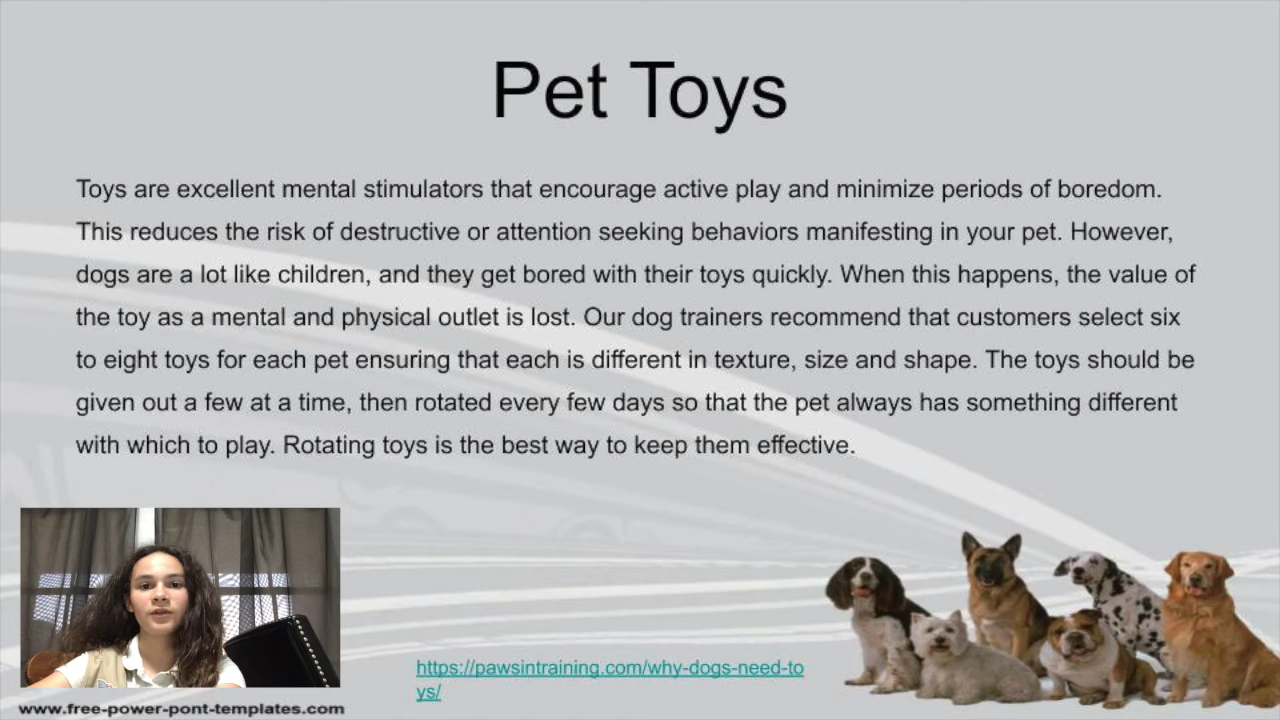 Pet Toys
Toys are excellent mental stimulators that encourage active play and minimize periods of boredom.
This reduces the risk of destructive or attention seeking behaviors manifesting in your pet. However,
dogs are a lot like children, and they get bored with their toys quickly. When this happens, the value of
the toy as a mental and physical outlet is lost. Our dog trainers recommend that customers select six
to eight toys for each pet ensuring that each is different in texture, size and shape. The toys should be
given out a few at a time, then rotated every few days so that the pet always has something different
with which to play. Rotating toys is the best way to keep them effective.
https://pawsintraining.com/why-dogs-need-to
ys/
www.free-power-pont-templates.com